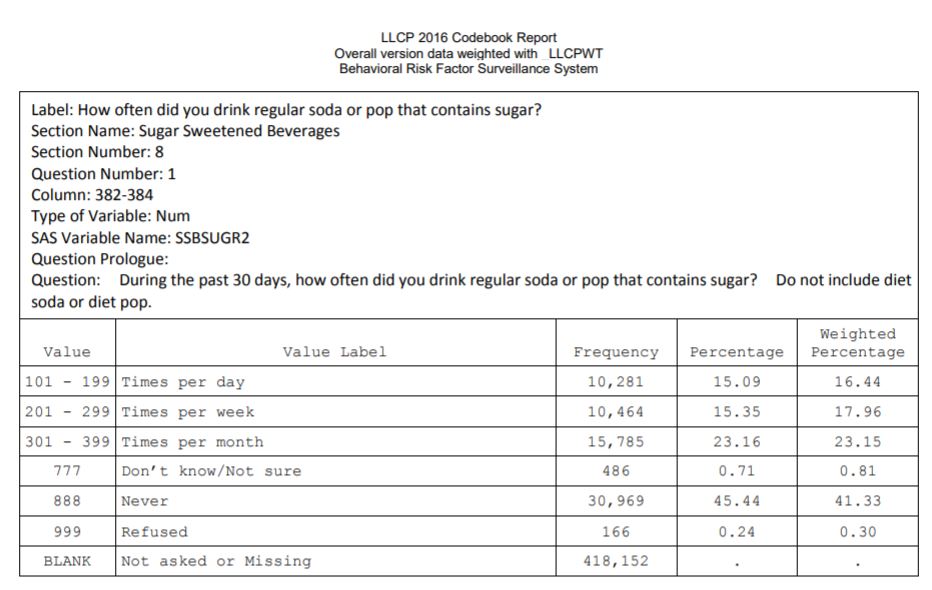 LLCP 2016 Codebook Report
Overall version data weighted with _LLCPWT
Behavioral Risk Factor Surveillance System
Label: How often did you drink regular soda or pop that contains sugar?
Section Name: Sugar Sweetened Beverages
Section Number: 8
Question Number: 1
Column: 382-384
Type of Variable: Num
SAS Variable Name: SSBSUGR2
Question Prologue:
Question: During the past 30 days, how often did you drink regular soda or pop that contains sugar? Do not include diet
soda or diet pop.
Value Value Label Frequency Percentage Weighted Percentage
101 - 199 Times per day 10,281 15.09 16.44
201 - 299 Times per week 10,464 15.35 17.96
301 - 399 Times per month 15,785 23.16 23.15
777 Don't know/Not sure 486 0.71 0.81
888 Never 30,969 45.44 41.33
999 Refused 166 0.24 0.30
BLANK Not asked or Missing 418,152 . .